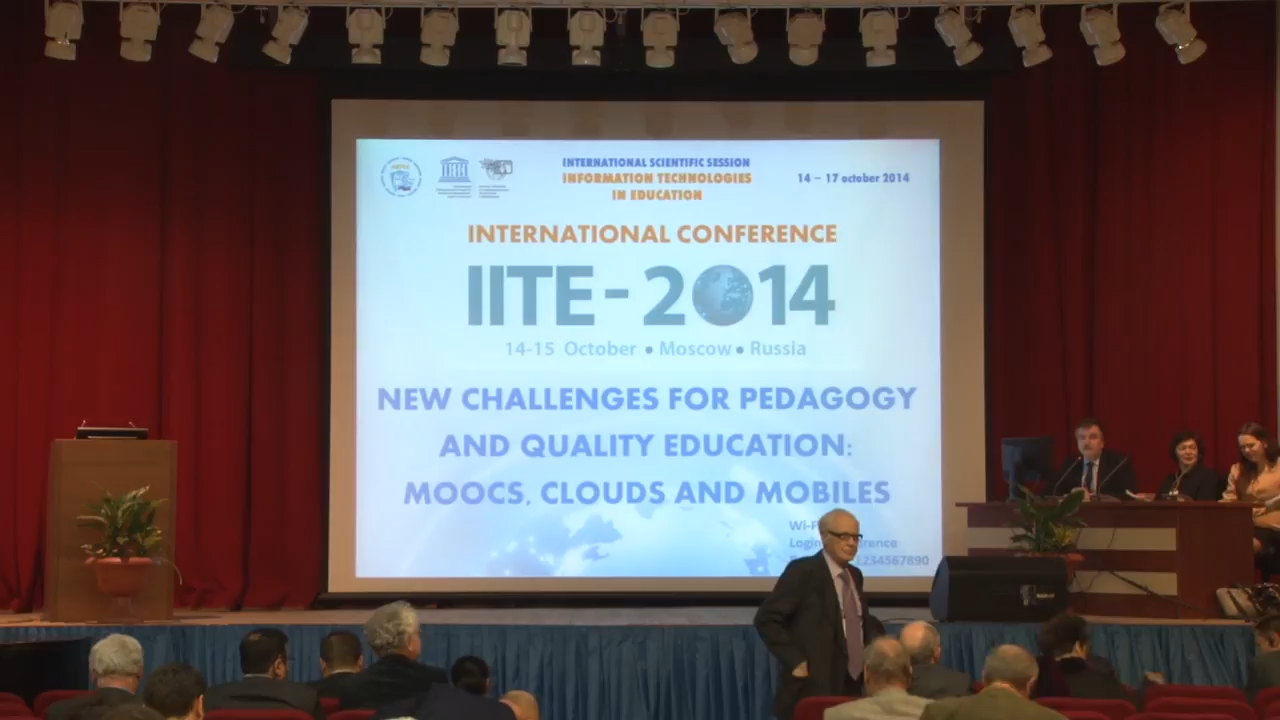 INTERNATIONAL SCIENTIFIC SESSION
INFORMATION TECHNOLOGIES
IN EDUCATION
14 – 17 october 2014
INTERNATIONAL CONFERENCE
IITE-2014
14-15 October • Moscow • Russia
NEW CHALLENGES FOR PEDAGOGY
AND QUALITY EDUCATION:
MOOCS, CLOUDS AND MOBILES